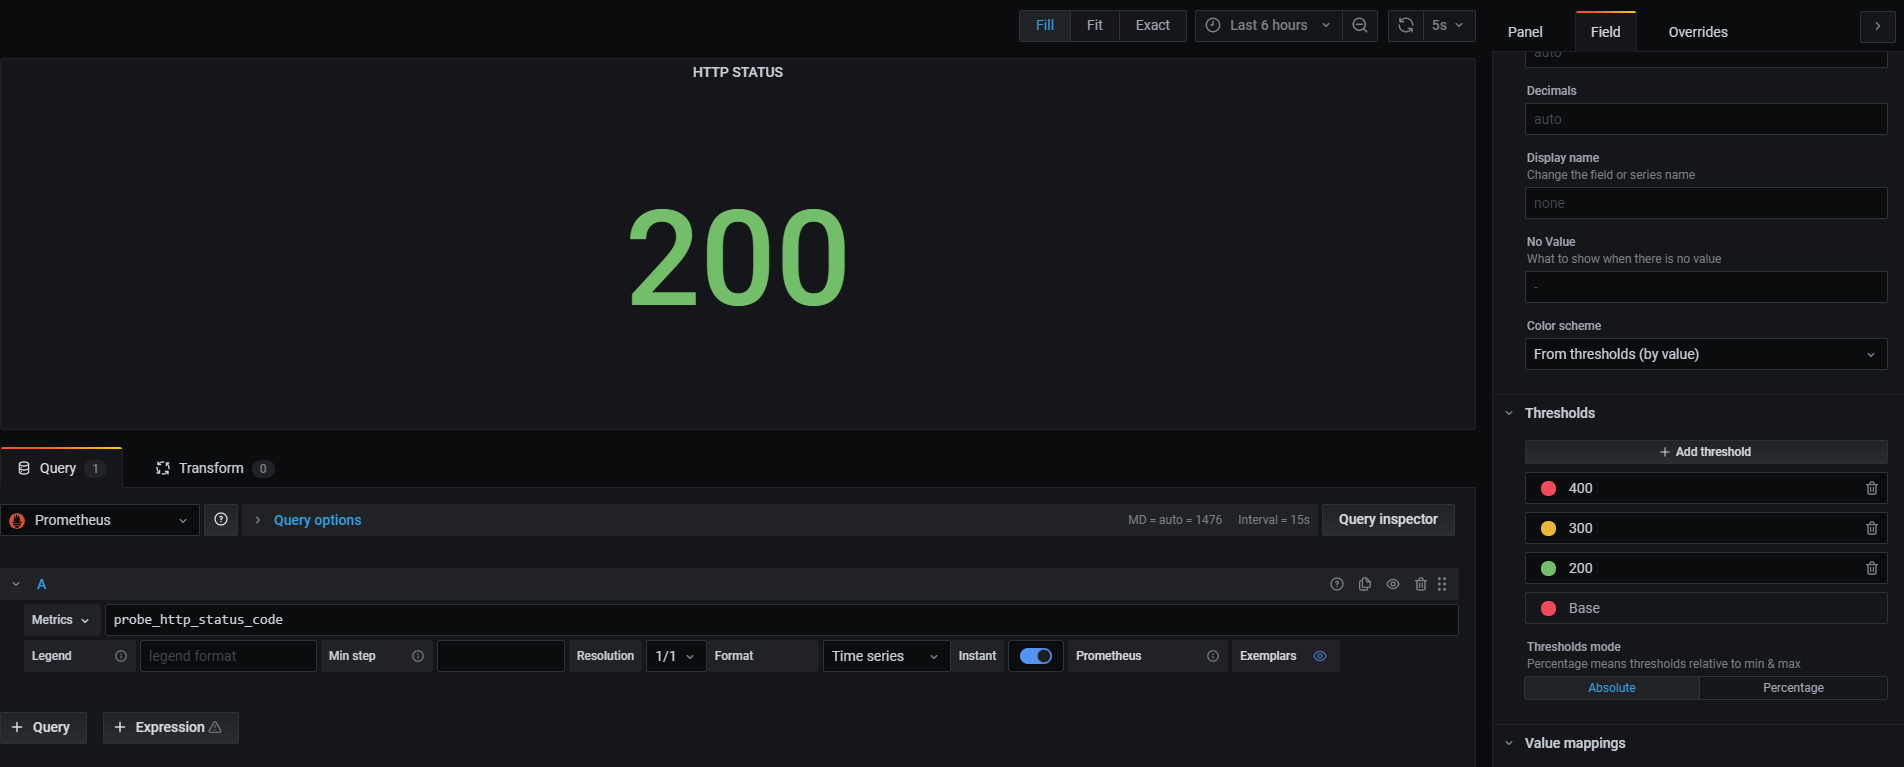 Fill Fit Exact Last 6 hours 5s
Panel Field Overrides
HTTP STATUS
200
auto
Decimals
auto
Display name
Change the field or series name
none
No Value
What to show when there is no value
-
Color scheme
From thresholds (by value)
Thresholds
+ Add threshold
400
300
200
Base
Thresholds mode
Percentage means thresholds relative to min & max
Absolute Percentage
Value mappings
Query 1 Transform 0
Prometheus ? > Query options MD = auto = 1476 Interval = 15s Query inspector
A
Metrics probe_http_status_code
Legend legend format Min step Resolution 1/1 Format Time series Instant Prometheus Exemplars
+ Query + Expression